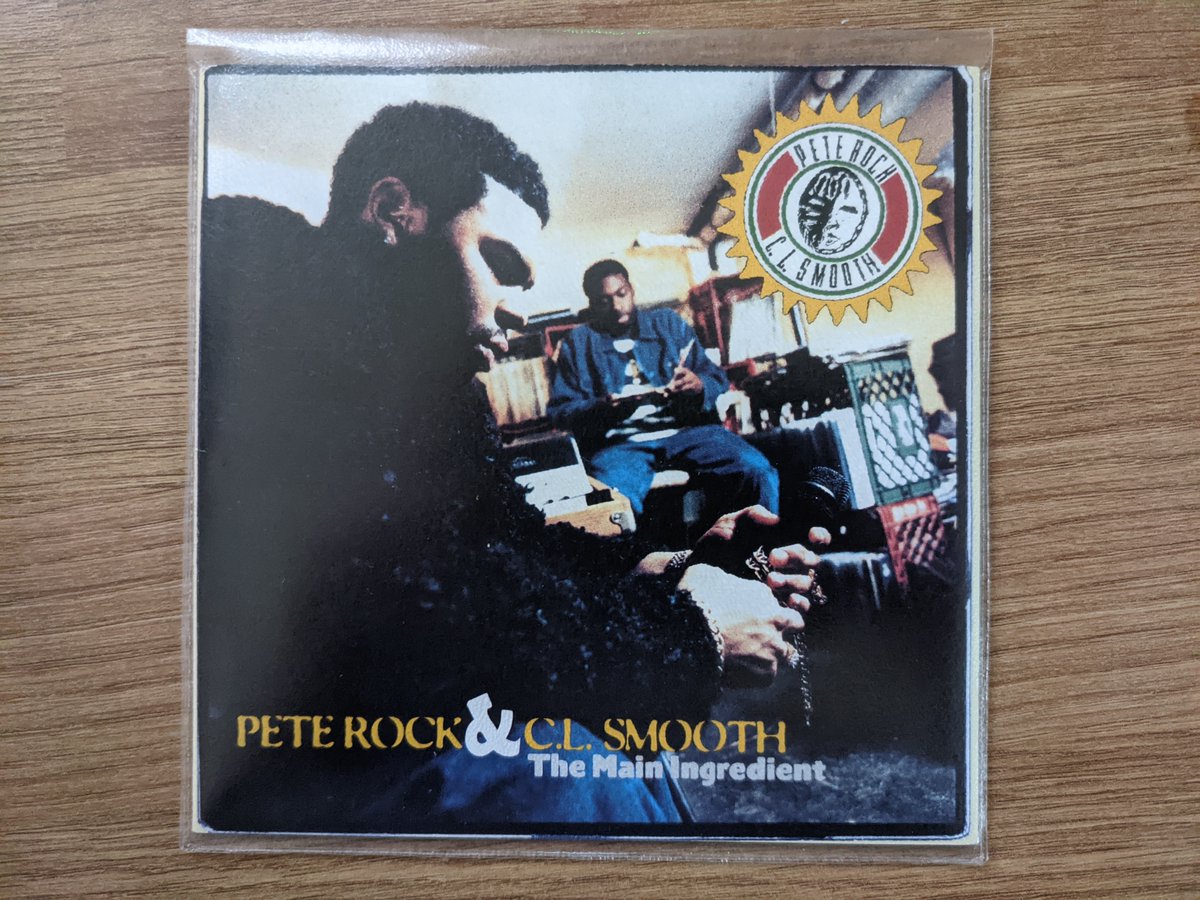 PETE ROCK
C.L. SMOOTH
PETE ROCK & C.L. SMOOTH
The Main Ingredient